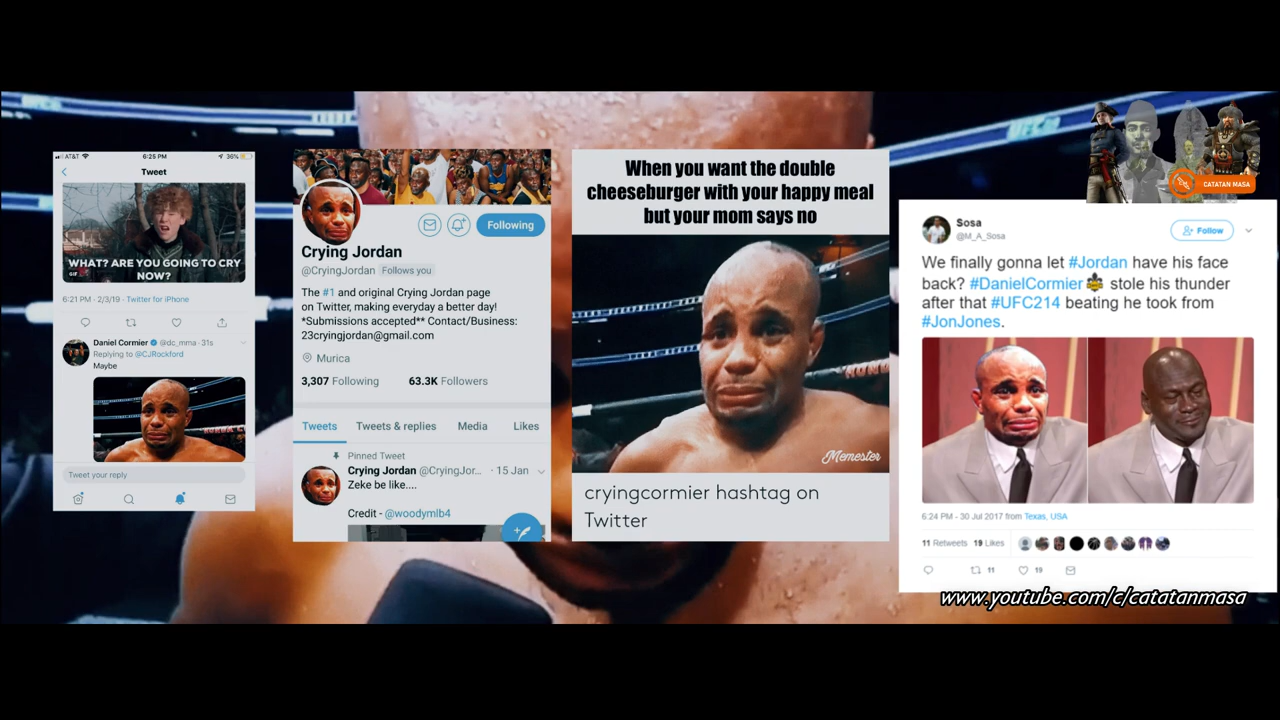 AT&T
6:25 PM
36%
Tweet
WHAT? ARE YOU GOING TO CRY
NOW?
GIF
6:21 PM · 2/3/19 · Twitter for iPhone
Daniel Cormier @dc_mma · 31s
Replying to @CJRockford
Maybe
Tweet your reply
Following
Crying Jordan
@CryingJordan Follows you
The #1 and original Crying Jordan page
on Twitter, making everyday a better day!
*Submissions accepted** Contact/Business:
23cryingjordan@gmail.com
Murica
3,307 Following 63.3K Followers
Tweets Tweets & replies Media Likes
Pinned Tweet
Crying Jordan @CryingJor... · 15 Jan
Zeke be like....
Credit - @woodymlb4
When you want the double
cheeseburger with your happy meal
but your mom says no
Memester
cryingcormier hashtag on
Twitter
CATATAN MASA
$osa
@M_A_Sosa
Follow
We finally gonna let #Jordan have his face
back? #DanielCormier stole his thunder
after that #UFC214 beating he took from
#JonJones.
6:24 PM - 30 Jul 2017 from Texas, USA
11 Retweets 19 Likes
11 19
www.youtube.com/c/catatanmasa